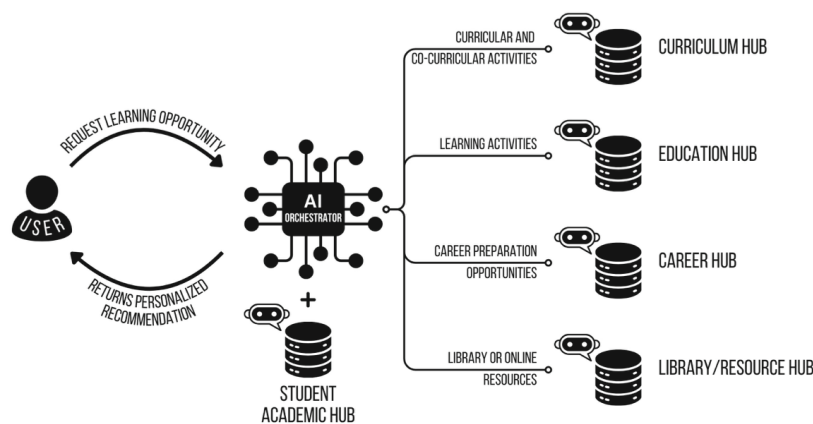 REQUEST LEARNING OPPORTUNITY
USER
RETURNS PERSONALIZED
RECOMMENDATION
AI
ORCHESTRATOR
+
STUDENT
ACADEMIC HUB
CURRICULAR AND
CO-CURRICULAR ACTIVITIES
CURRICULUM HUB
LEARNING ACTIVITIES
EDUCATION HUB
CAREER PREPARATION
OPPORTUNITIES
CAREER HUB
LIBRARY OR ONLINE
RESOURCES
LIBRARY/RESOURCE HUB